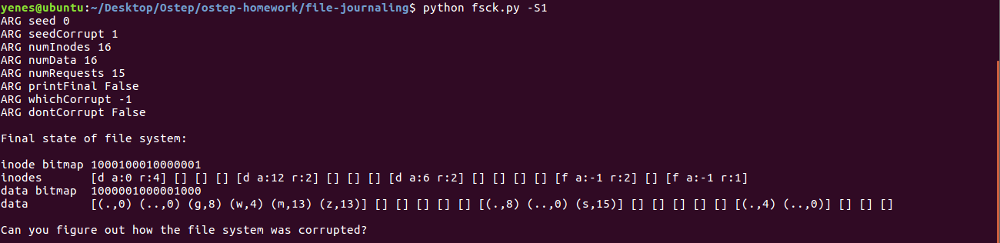 yenes@ubuntu:~/Desktop/Ostep/ostep-homework/file-journaling$ python fsck.py -S1
ARG seed 0
ARG seedCorrupt 1
ARG numInodes 16
ARG numData 16
ARG numRequests 15
ARG printFinal False
ARG whichCorrupt -1
ARG dontCorrupt False
Final state of file system:
inode bitmap 1000100010000001
inodes       [d a:0 r:4] [] [] [] [d a:12 r:2] [] [] [] [d a:6 r:2] [] [] [] [] [f a:-1 r:2] [] [f a:-1 r:1]
data bitmap  1000001000001000
data         [(.,0) (..,0) (g,8) (w,4) (m,13) (z,13)] [] [] [] [] [] [(.,8) (..,0) (s,15)] [] [] [] [] [] [(.,4) (..,0)] [] [] []
Can you figure out how the file system was corrupted?